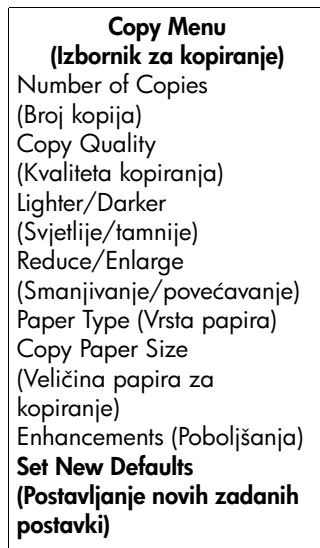 Copy Menu
(Izbornik za kopiranje)
Number of Copies
(Broj kopija)
Copy Quality
(Kvaliteta kopiranja)
Lighter/Darker
(Svjetlije/tamnije)
Reduce/Enlarge
(Smanjivanje/povećavanje)
Paper Type (Vrsta papira)
Copy Paper Size
(Veličina papira za
kopiranje)
Enhancements (Poboljšanja)
Set New Defaults
(Postavljanje novih zadanih
postavki)